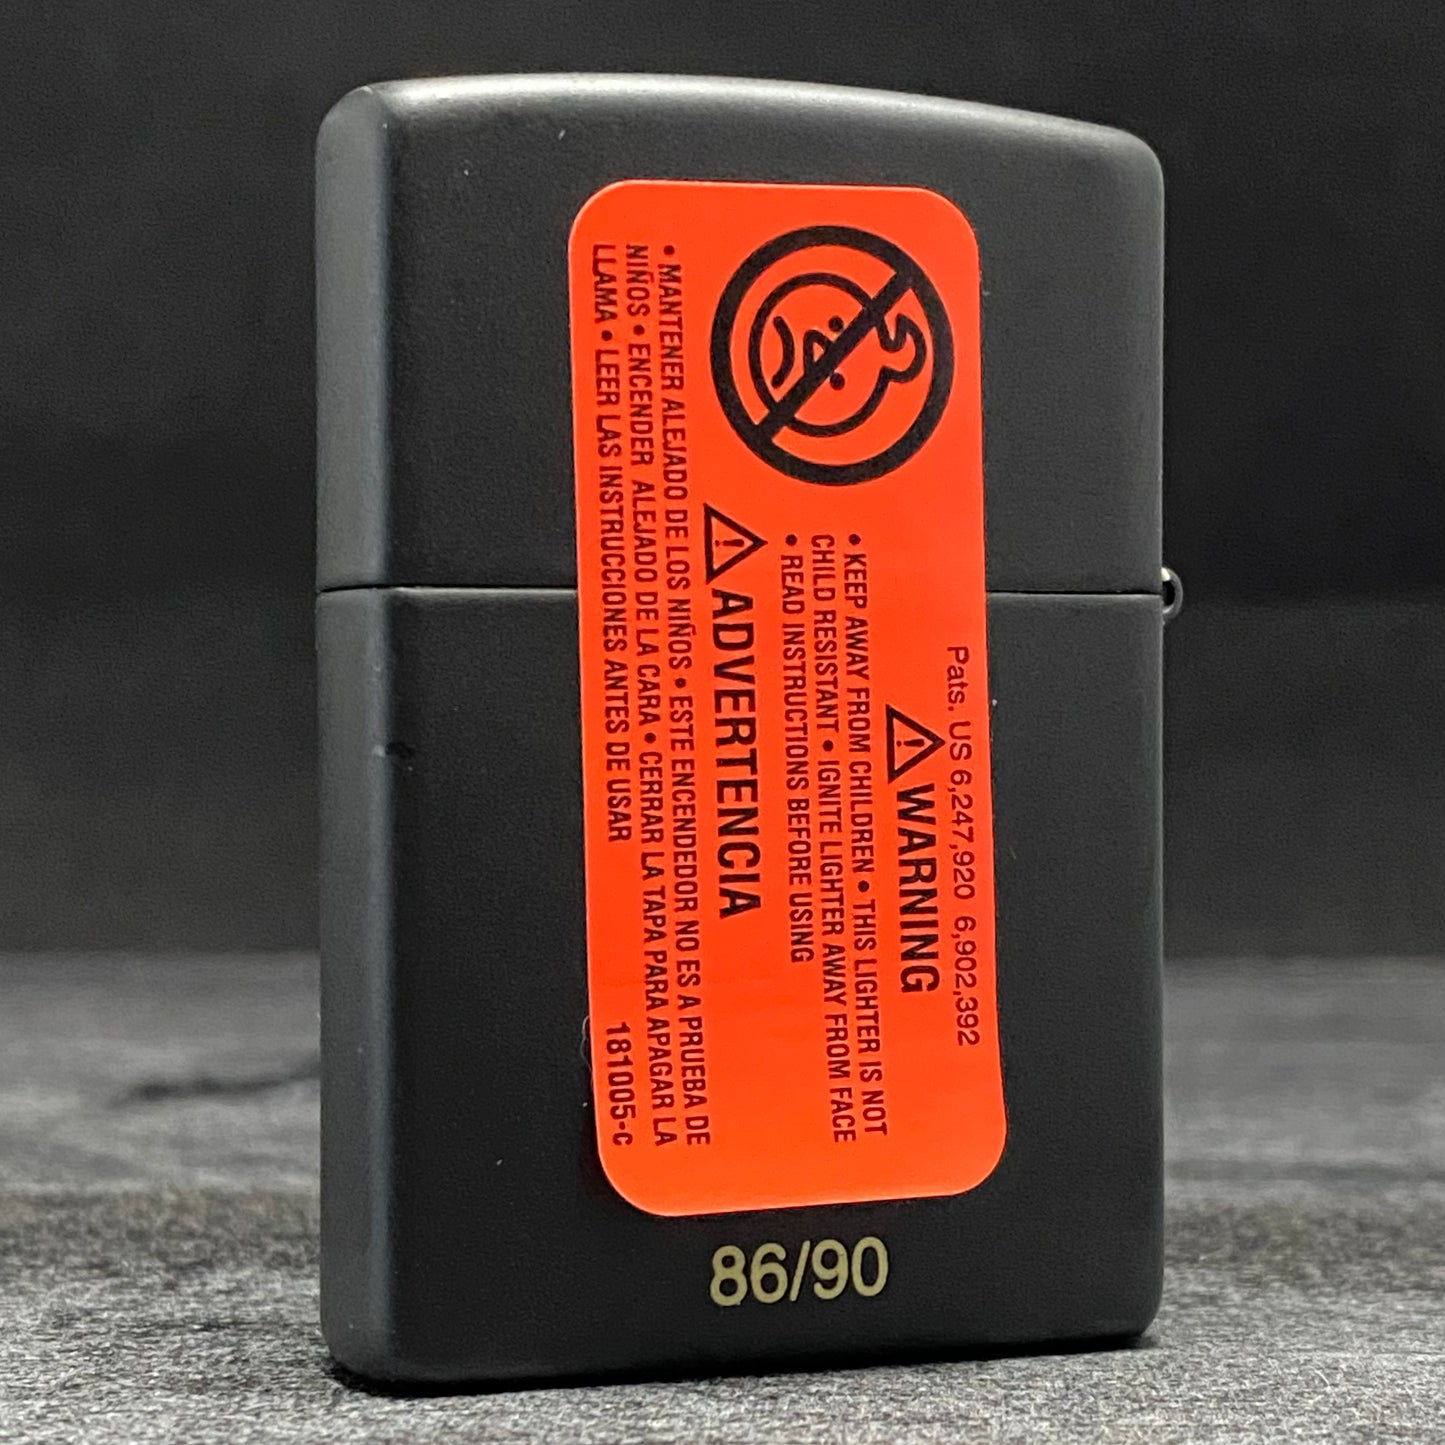 Pats. US 6,247,920 6,902,392
WARNING
• KEEP AWAY FROM CHILDREN • THIS LIGHTER IS NOT
CHILD RESISTANT • IGNITE LIGHTER AWAY FROM FACE
• READ INSTRUCTIONS BEFORE USING
ADVERTENCIA
• MANTENER ALEJADO DE LOS NIÑOS • ESTE ENCENDEDOR NO ES A PRUEBA DE
NIÑOS • ENCENDER ALEJADO DE LA CARA • CERRAR LA TAPA PARA APAGAR LA
LLAMA • LEER LAS INSTRUCCIONES ANTES DE USAR
181005-c
86/90